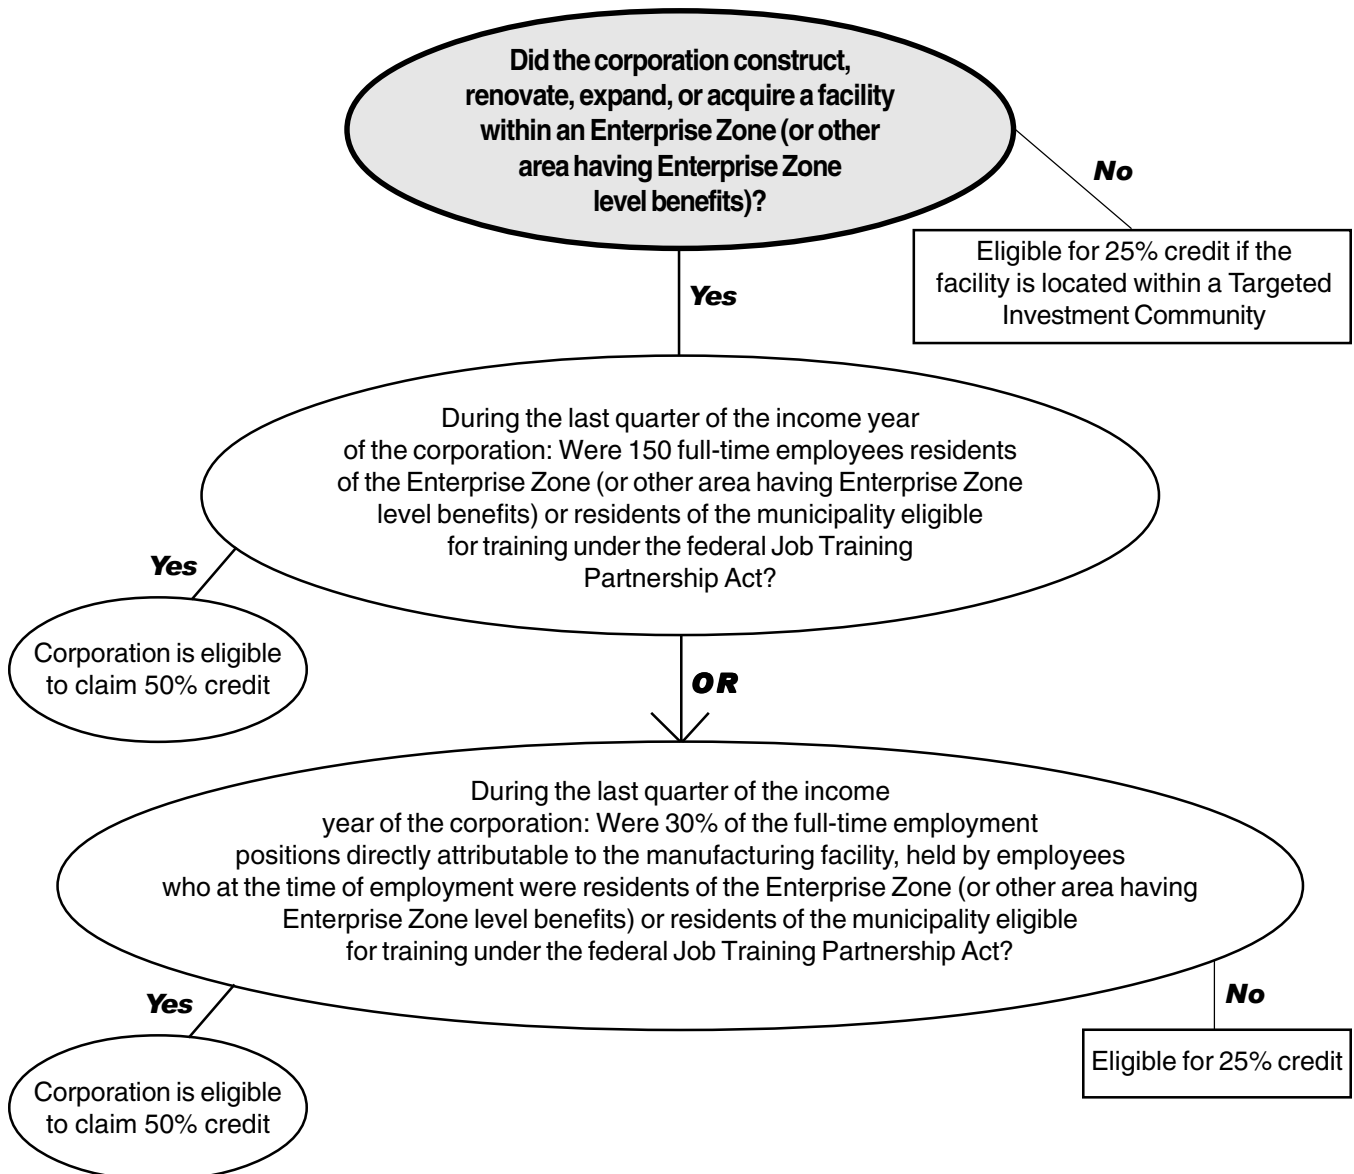 Did the corporation construct,
renovate, expand, or acquire a facility
within an Enterprise Zone (or other
area having Enterprise Zone
level benefits)?
No
Eligible for 25% credit if the
facility is located within a Targeted
Investment Community
Yes
During the last quarter of the income year
of the corporation: Were 150 full-time employees residents
of the Enterprise Zone (or other area having Enterprise Zone
level benefits) or residents of the municipality eligible
for training under the federal Job Training
Partnership Act?
Yes
Corporation is eligible
to claim 50% credit
OR
During the last quarter of the income
year of the corporation: Were 30% of the full-time employment
positions directly attributable to the manufacturing facility, held by employees
who at the time of employment were residents of the Enterprise Zone (or other area having
Enterprise Zone level benefits) or residents of the municipality eligible
for training under the federal Job Training Partnership Act?
Yes
Corporation is eligible
to claim 50% credit
No
Eligible for 25% credit